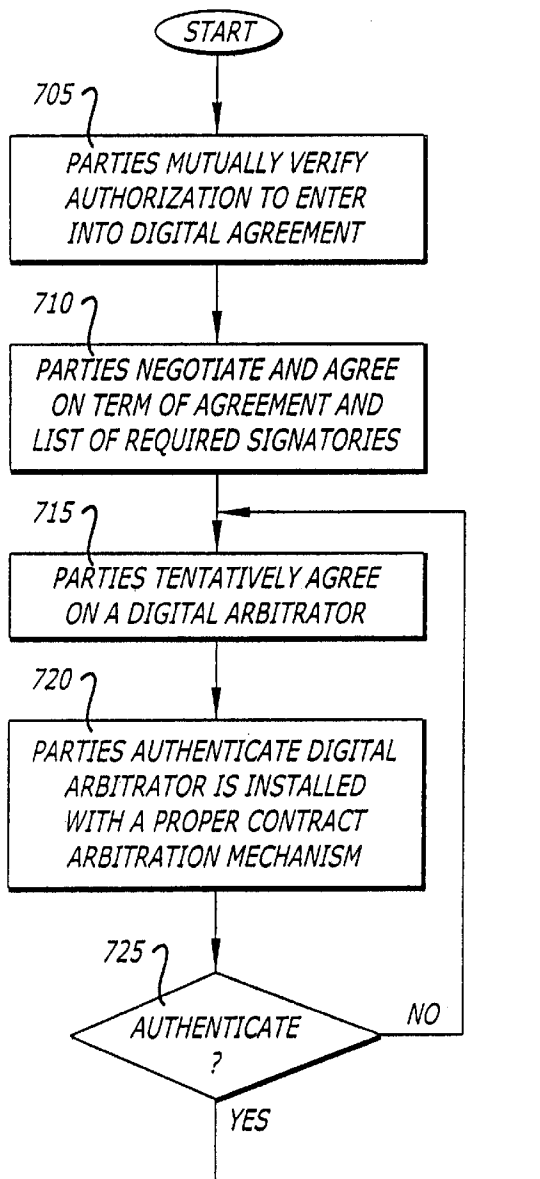 START
705
PARTIES MUTUALLY VERIFY
AUTHORIZATION TO ENTER
INTO DIGITAL AGREEMENT
710
PARTIES NEGOTIATE AND AGREE
ON TERM OF AGREEMENT AND
LIST OF REQUIRED SIGNATORIES
715
PARTIES TENTATIVELY AGREE
ON A DIGITAL ARBITRATOR
720
PARTIES AUTHENTICATE DIGITAL
ARBITRATOR IS INSTALLED
WITH A PROPER CONTRACT
ARBITRATION MECHANISM
725
AUTHENTICATE
?
NO
YES